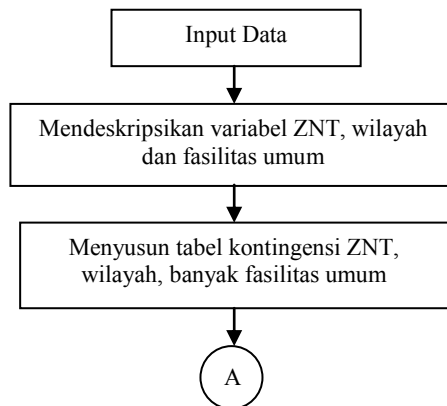 Input Data
Mendeskripsikan variabel ZNT, wilayah
dan fasilitas umum
Menyusun tabel kontingensi ZNT,
wilayah, banyak fasilitas umum
A